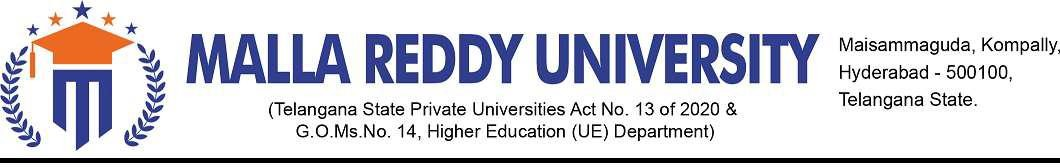 MALLA REDDY UNIVERSITY
(Telangana State Private Universities Act No. 13 of 2020 &
G.O.Ms.No. 14, Higher Education (UE) Department)
Maisammaguda, Kompally,
Hyderabad - 500100,
Telangana State.